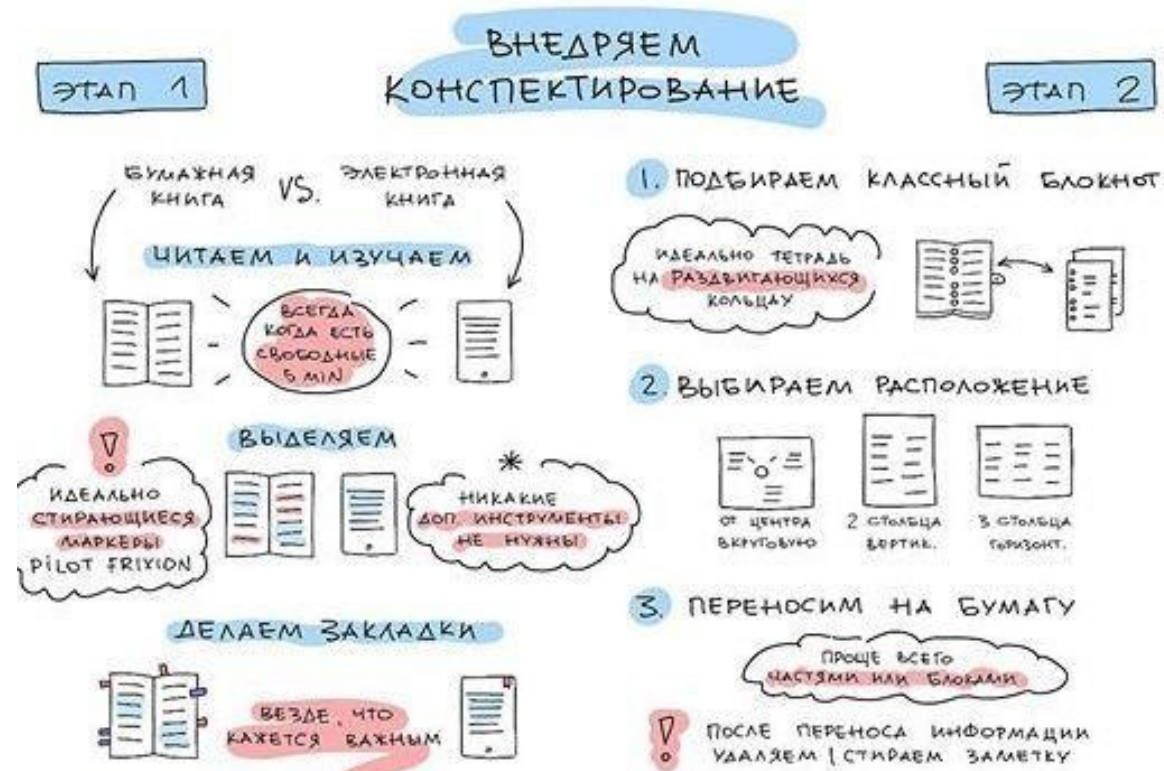 ВНЕДРЯЕМ
КОНСПЕКТИРОВАНИЕ
ЭТАП 1
БУМАЖНАЯ
КНИГА
VS.
ЭЛЕКТРОННАЯ
КНИГА
ЧИТАЕМ И ИЗУЧАЕМ
ВСЕГДА
КОГДА ЕСТЬ
СВОБОДНЫЕ
5 MIN
ВЫДЕЛЯЕМ
!
ИДЕАЛЬНО
СТИРАЮЩИЕСЯ
МАРКЕРЫ
PILOT FRIXION
*
НИКАКИЕ
ДОП. ИНСТРУМЕНТЫ
НЕ НУЖНЫ
ДЕЛАЕМ ЗАКЛАДКИ
ВЕЗДЕ, ЧТО
КАЖЕТСЯ ВАЖНЫМ
ЭТАП 2
1. ПОДБИРАЕМ КЛАССНЫЙ БЛОКНОТ
ИДЕАЛЬНО ТЕТРАДЬ
НА РАЗДВИГАЮЩИХСЯ
КОЛЬЦАХ
2. ВЫБИРАЕМ РАСПОЛОЖЕНИЕ
ОТ ЦЕНТРА
ВКРУГОВУЮ
2 СТОЛБЦА
ВЕРТИК.
3 СТОЛБЦА
ГОРИЗОНТ.
3. ПЕРЕНОСИМ НА БУМАГУ
ПРОЩЕ ВСЕГО
ЧАСТЯМИ ИЛИ БЛОКАМИ
! ПОСЛЕ ПЕРЕНОСА ИНФОРМАЦИИ
УДАЛЯЕМ | СТИРАЕМ ЗАМЕТКУ